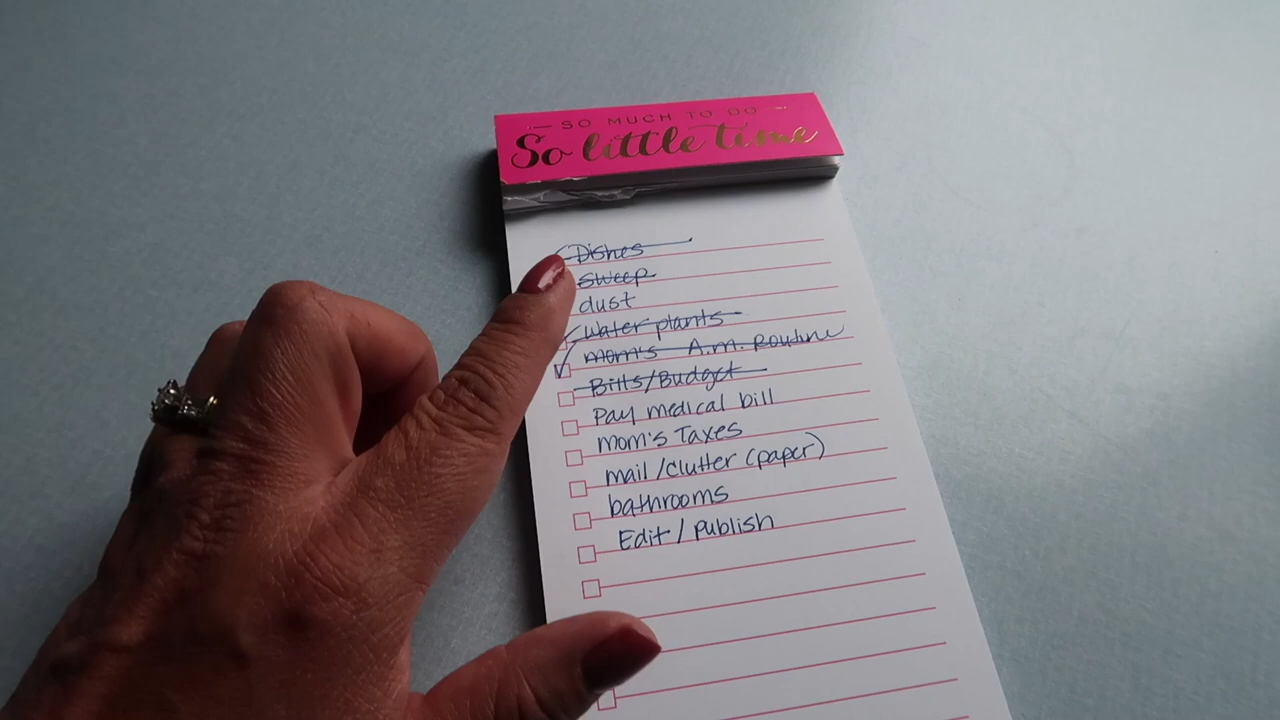 SO MUCH TO DO
So little time
Dishes
sweep
dust
Water plants
mom's A.m. Routine
Bills/Budget
Pay medical bill
mom's Taxes
mail/clutter (paper)
bathrooms
Edit/publish